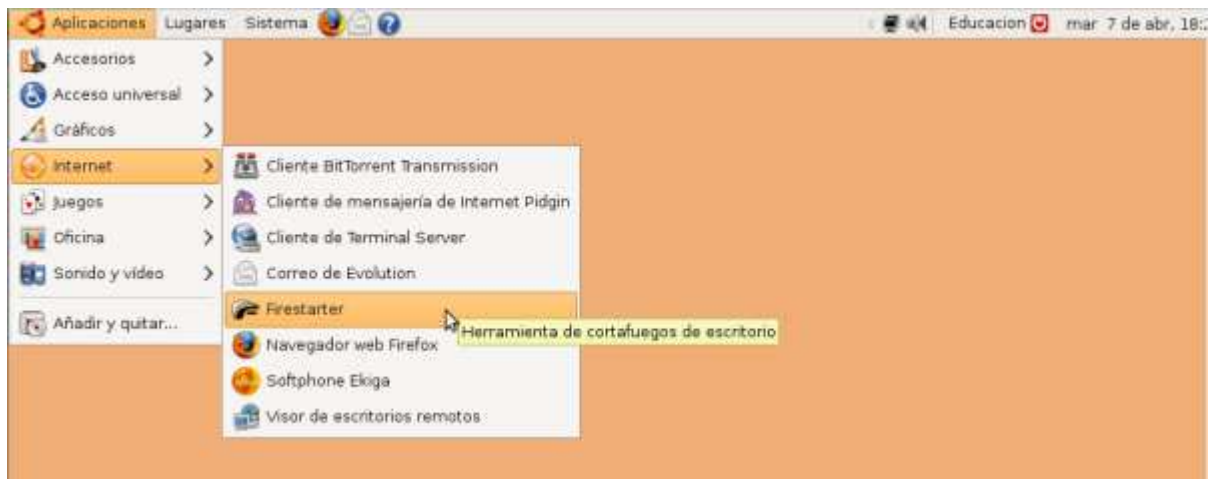 Aplicaciones Lugares Sistema Educacion mar 7 de abr, 18:
Accesorios
Acceso universal
Gráficos
Internet
Juegos
Oficina
Sonido y vídeo
Añadir y quitar...
Cliente BitTorrent Transmission
Cliente de mensajería de Internet Pidgin
Cliente de Terminal Server
Correo de Evolution
Firestarter
Herramienta de cortafuegos de escritorio
Navegador web Firefox
Softphone Ekiga
Visor de escritorios remotos